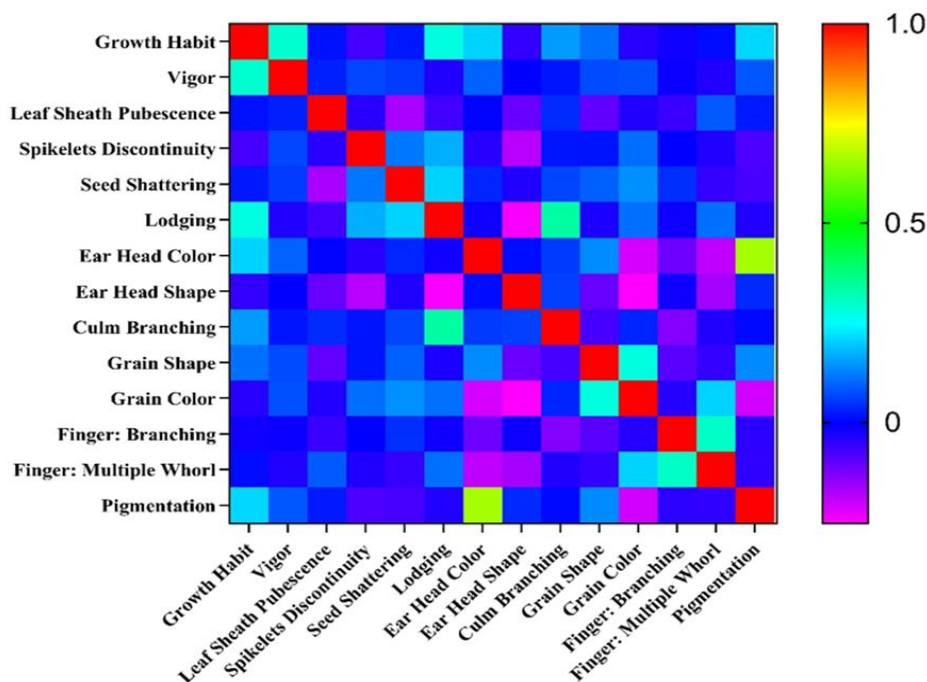 Growth Habit
Vigor
Leaf Sheath Pubescence
Spikelets Discontinuity
Seed Shattering
Lodging
Ear Head Color
Ear Head Shape
Culm Branching
Grain Shape
Grain Color
Finger: Branching
Finger: Multiple Whorl
Pigmentation
Growth Habit
Vigor
Leaf Sheath Pubescence
Spikelets Discontinuity
Seed Shattering
Lodging
Ear Head Color
Ear Head Shape
Culm Branching
Grain Shape
Grain Color
Finger: Branching
Finger: Multiple Whorl
Pigmentation
1.0
0.5
0